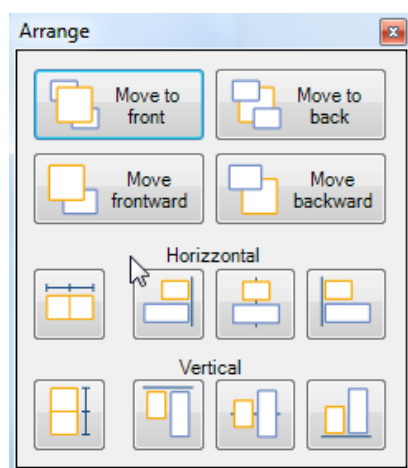 Arrange
Move to
front
Move to
back
Move
frontward
Move
backward
Horizzontal
Vertical